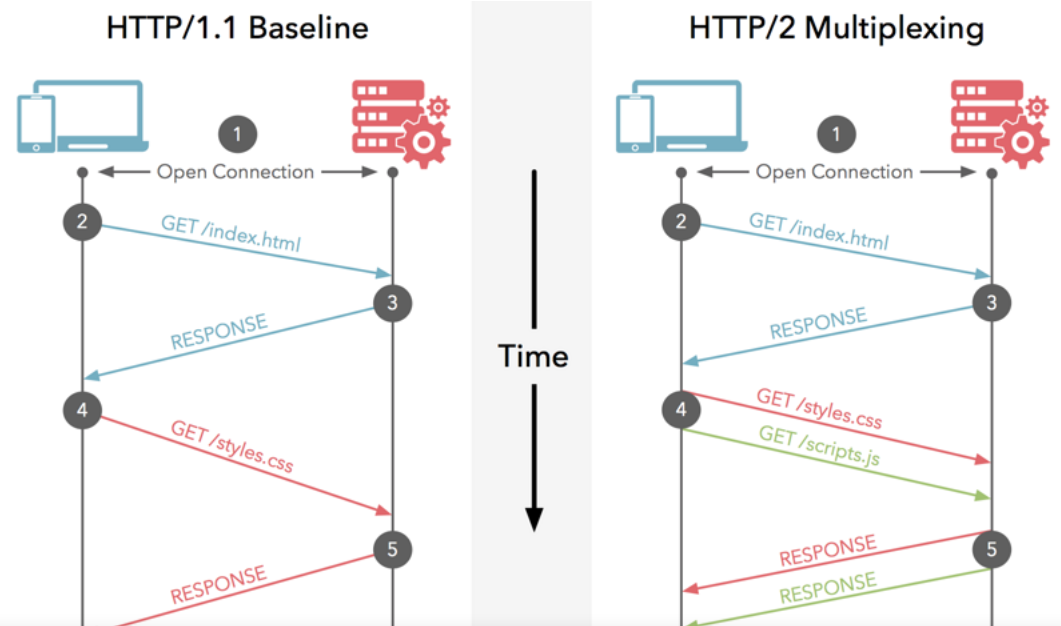 HTTP/1.1 Baseline
1
Open Connection
2
GET /index.html
3
RESPONSE
4
GET /styles.css
5
RESPONSE
Time
HTTP/2 Multiplexing
1
Open Connection
2
GET /index.html
3
RESPONSE
4
GET /styles.css
GET /scripts.js
5
RESPONSE
RESPONSE